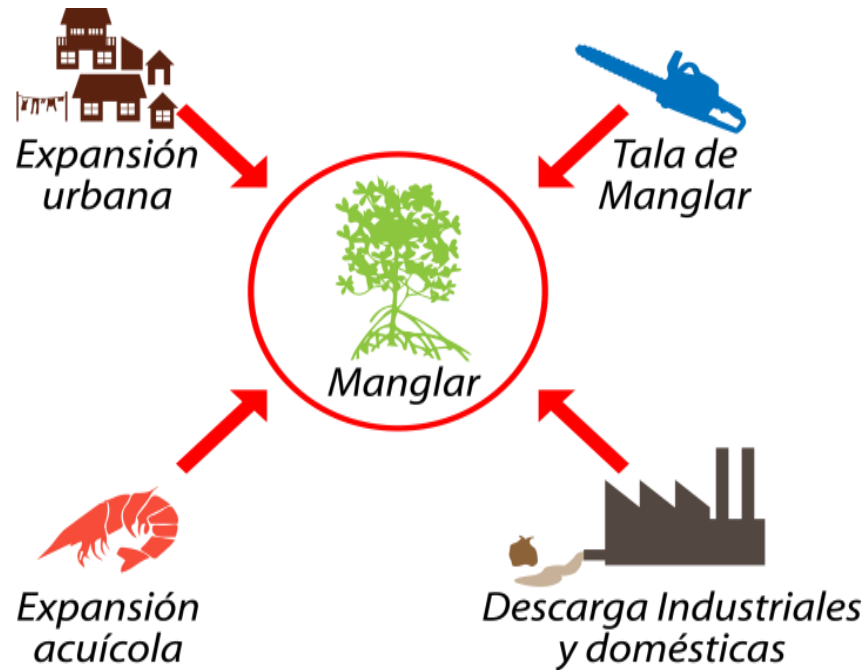 Expansión
urbana
Tala de
Manglar
Manglar
Expansión
acuícola
Descarga Industriales
y domésticas